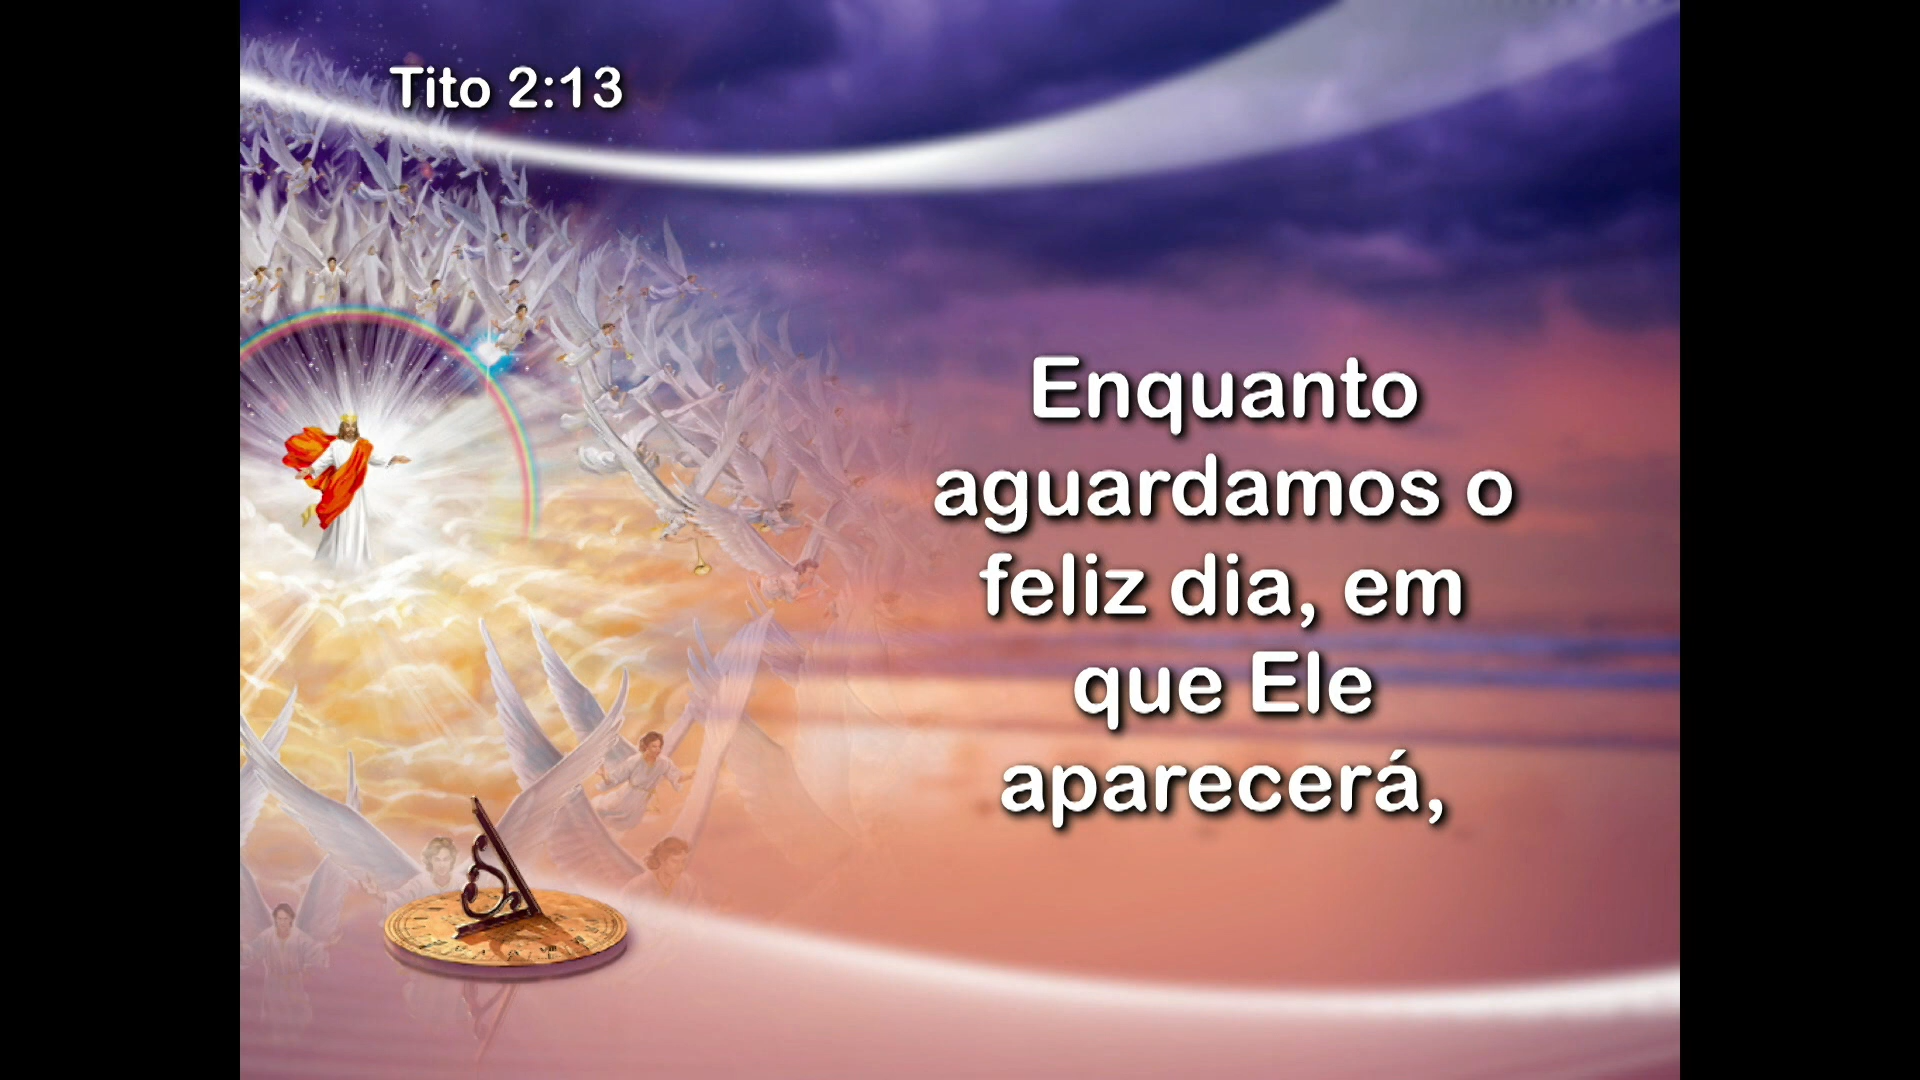 Tito 2:13
Enquanto
aguardamos o
feliz dia, em
que Ele
aparecerá,